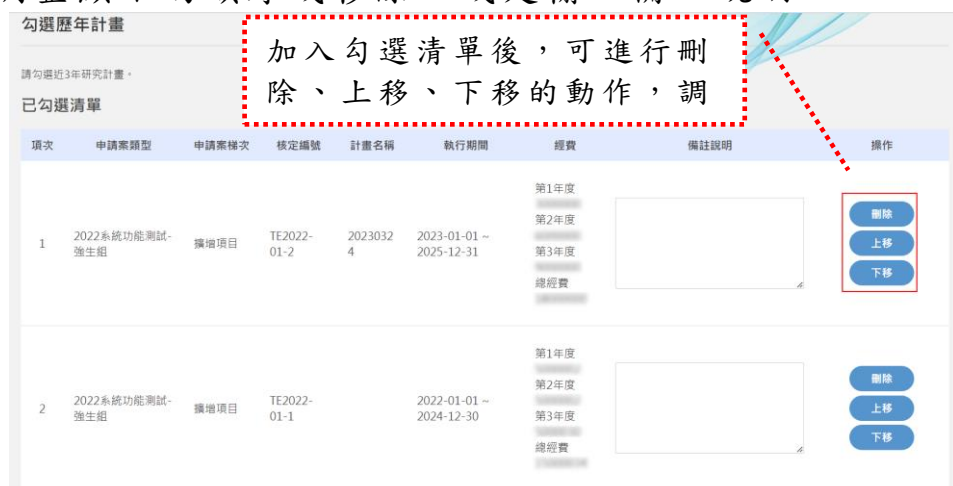 勾選歷年計畫
加入勾選清單後，可進行刪
除、上移、下移的動作，調
請勾選近3年研究計畫。
已勾選清單
項次 申請案類型 申請案梯次 核定編號 計畫名稱 執行期間 經費 備註說明 操作
1 2022系統功能測試-強生組 擴增項目 TE2022-01-2 20230324 2023-01-01 ~ 2025-12-31
第1年度
第2年度
第3年度
總經費
刪除
上移
下移
2 2022系統功能測試-強生組 擴增項目 TE2022-01-1 2022-01-01 ~ 2024-12-30
第1年度
第2年度
第3年度
總經費
刪除
上移
下移